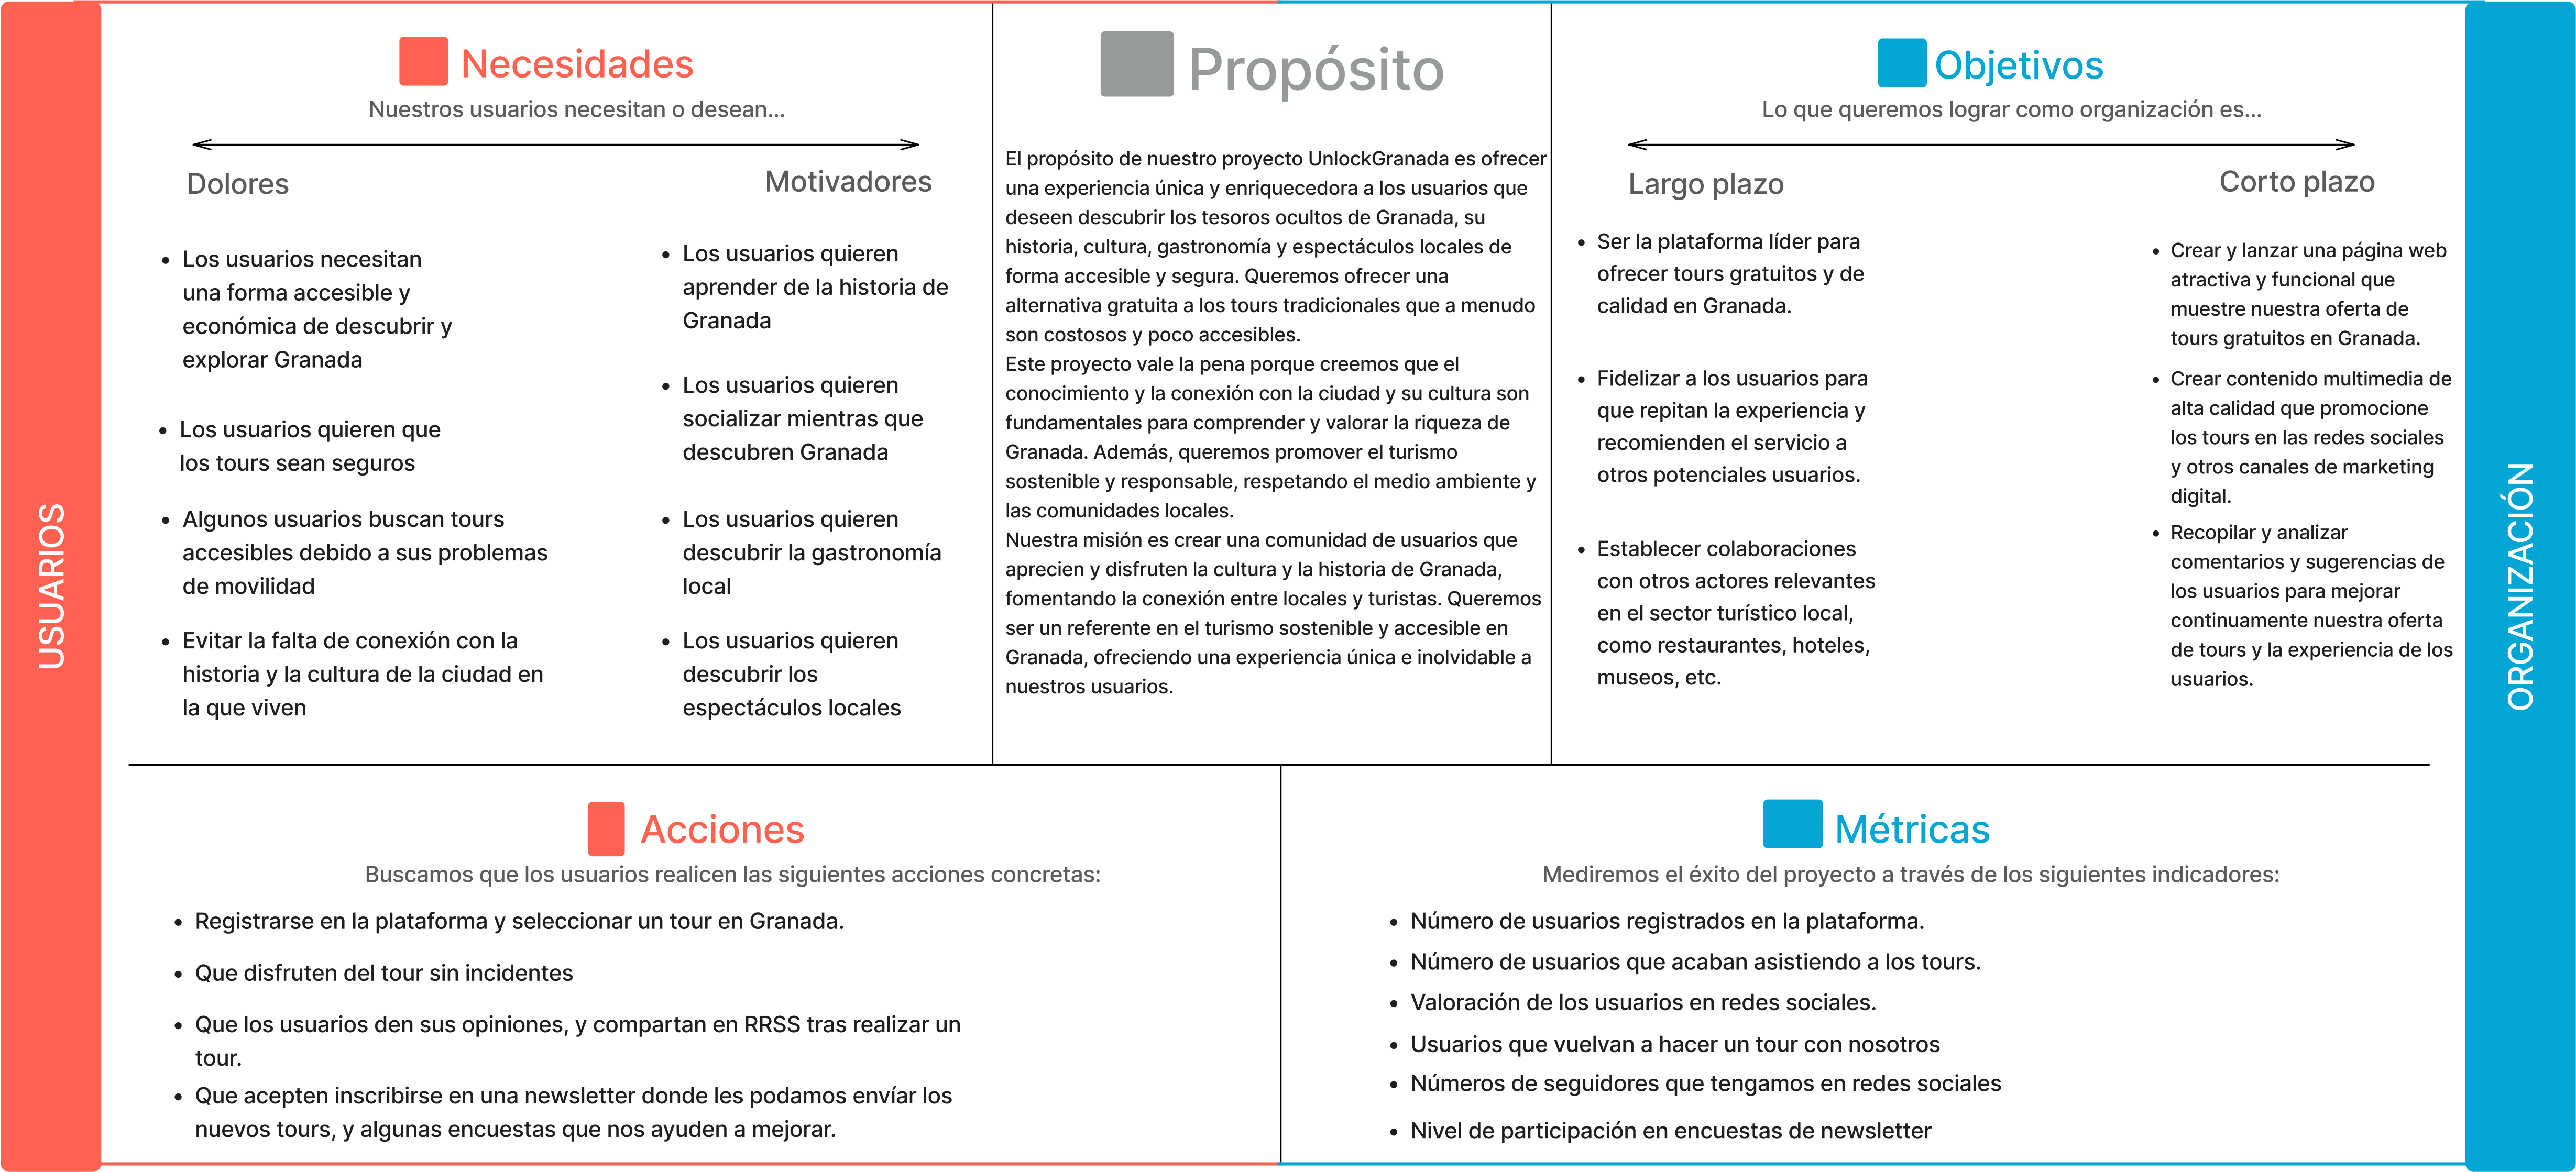 USUARIOS
Necesidades
Nuestros usuarios necesitan o desean...
Dolores
Los usuarios necesitan
una forma accesible y
económica de descubrir y
explorar Granada
Los usuarios quieren que
los tours sean seguros
Algunos usuarios buscan tours
accesibles debido a sus problemas
de movilidad
Evitar la falta de conexión con la
historia y la cultura de la ciudad en
la que viven
Motivadores
Los usuarios quieren
aprender de la historia de
Granada
Los usuarios quieren
socializar mientras que
descubren Granada
Los usuarios quieren
descubrir la gastronomía
local
Los usuarios quieren
descubrir los
espectáculos locales
Propósito
El propósito de nuestro proyecto UnlockGranada es ofrecer
una experiencia única y enriquecedora a los usuarios que
deseen descubrir los tesoros ocultos de Granada, su
historia, cultura, gastronomía y espectáculos locales de
forma accesible y segura. Queremos ofrecer una
alternativa gratuita a los tours tradicionales que a menudo
son costosos y poco accesibles.
Este proyecto vale la pena porque creemos que el
conocimiento y la conexión con la ciudad y su cultura son
fundamentales para comprender y valorar la riqueza de
Granada. Además, queremos promover el turismo
sostenible y responsable, respetando el medio ambiente y
las comunidades locales.
Nuestra misión es crear una comunidad de usuarios que
aprecien y disfruten la cultura y la historia de Granada,
fomentando la conexión entre locales y turistas. Queremos
ser un referente en el turismo sostenible y accesible en
Granada, ofreciendo una experiencia única e inolvidable a
nuestros usuarios.
Objetivos
Lo que queremos lograr como organización es...
Largo plazo
Ser la plataforma líder para
ofrecer tours gratuitos y de
calidad en Granada.
Fidelizar a los usuarios para
que repitan la experiencia y
recomienden el servicio a
otros potenciales usuarios.
Establecer colaboraciones
con otros actores relevantes
en el sector turístico local,
como restaurantes, hoteles,
museos, etc.
Corto plazo
Crear y lanzar una página web
atractiva y funcional que
muestre nuestra oferta de
tours gratuitos en Granada.
Crear contenido multimedia de
alta calidad que promocione
los tours en las redes sociales
y otros canales de marketing
digital.
Recopilar y analizar
comentarios y sugerencias de
los usuarios para mejorar
continuamente nuestra oferta
de tours y la experiencia de los
usuarios.
ORGANIZACIÓN
Acciones
Buscamos que los usuarios realicen las siguientes acciones concretas:
Registrarse en la plataforma y seleccionar un tour en Granada.
Que disfruten del tour sin incidentes
Que los usuarios den sus opiniones, y compartan en RRSS tras realizar un
tour.
Que acepten inscribirse en una newsletter donde les podamos envíar los
nuevos tours, y algunas encuestas que nos ayuden a mejorar.
Métricas
Mediremos el éxito del proyecto a través de los siguientes indicadores:
Número de usuarios registrados en la plataforma.
Número de usuarios que acaban asistiendo a los tours.
Valoración de los usuarios en redes sociales.
Usuarios que vuelvan a hacer un tour con nosotros
Números de seguidores que tengamos en redes sociales
Nivel de participación en encuestas de newsletter